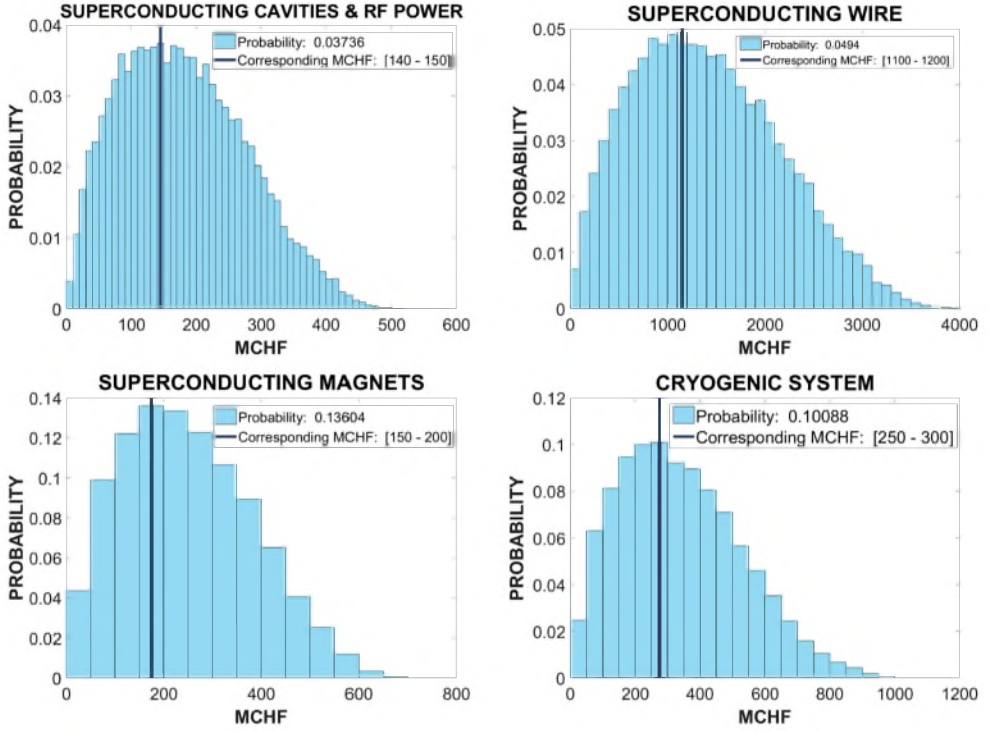 SUPERCONDUCTING CAVITIES & RF POWER
0.04
0.03
0.02
0.01
0
PROBABILITY
Probability: 0.03736
Corresponding MCHF: [140 - 150]
0 100 200 300 400 500 600
MCHF
SUPERCONDUCTING WIRE
0.05
0.04
0.03
0.02
0.01
0
PROBABILITY
Probability: 0.0494
Corresponding MCHF: [1100 - 1200]
0 1000 2000 3000 4000
MCHF
SUPERCONDUCTING MAGNETS
0.14
0.12
0.1
0.08
0.06
0.04
0.02
0
PROBABILITY
Probability: 0.13604
Corresponding MCHF: [150 - 200]
0 200 400 600 800
MCHF
CRYOGENIC SYSTEM
0.12
0.1
0.08
0.06
0.04
0.02
0
PROBABILITY
Probability: 0.10088
Corresponding MCHF: [250 - 300]
0 200 400 600 800 1000 1200
MCHF